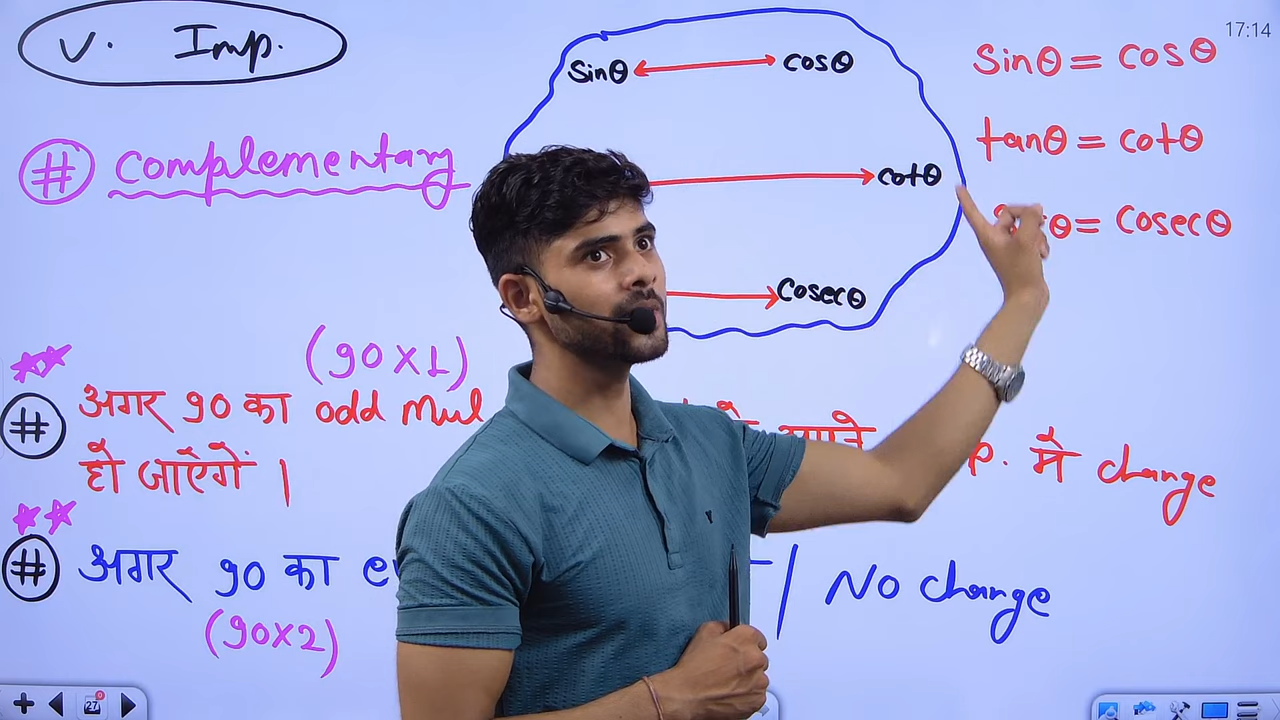 V. Imp.
17:14
sinθ cosθ
sinθ = cosθ
# complementary
tanθ = cotθ
cotθ
θ = cosecθ
cosecθ
(90×1)
# अगर 90 का odd mul
p. में change
हो जाएंगें ।
# अगर 90 का
No change
(90×2)
27